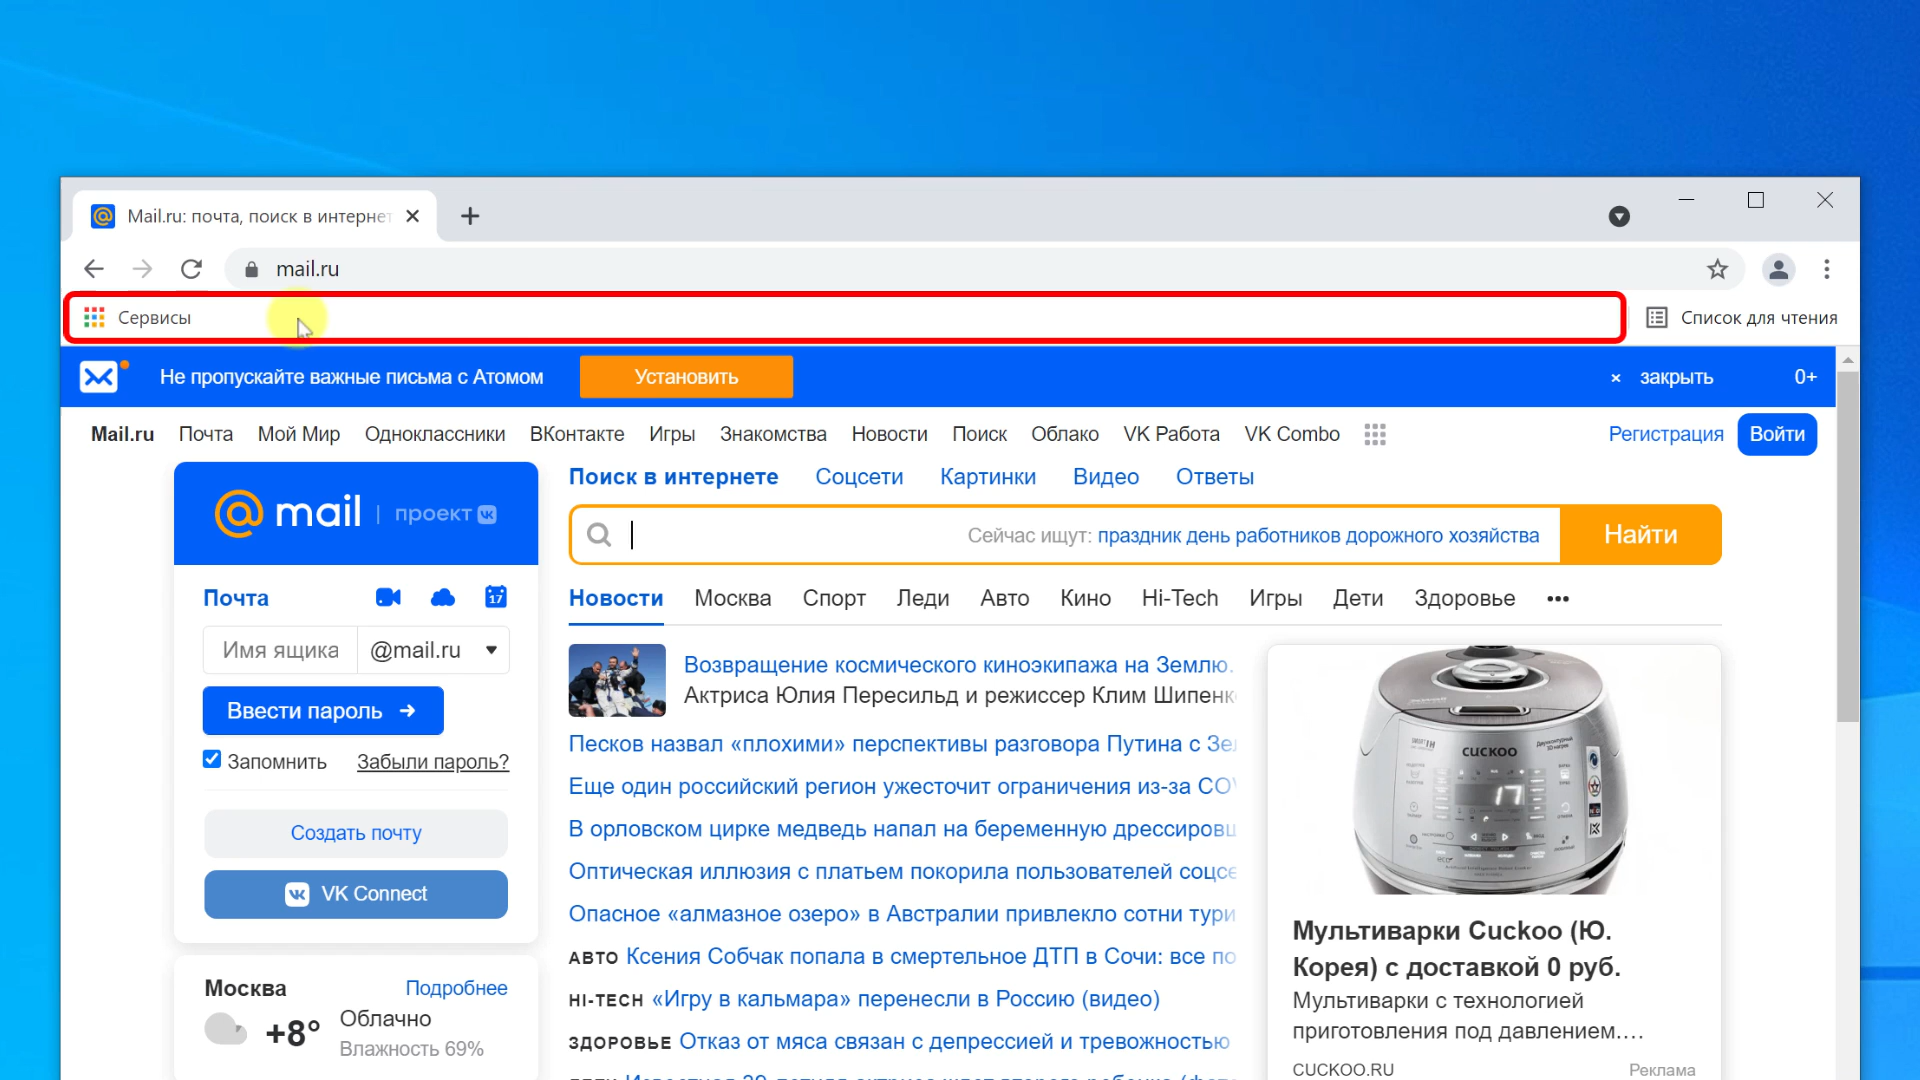 Mail.ru: почта, поиск в интернет
mail.ru
Сервисы
Список для чтения
Не пропускайте важные письма с Атомом
Установить
× закрыть
0+
Mail.ru Почта Мой Мир Одноклассники ВКонтакте Игры Знакомства Новости Поиск Облако VK Работа VK Combo
Регистрация
Войти
@mail | проект
Поиск в интернете Соцсети Картинки Видео Ответы
Сейчас ищут: праздник день работников дорожного хозяйства
Найти
Почта
17
Имя ящика
@mail.ru
Ввести пароль →
Запомнить
Забыли пароль?
Создать почту
VK Connect
Москва
Подробнее
+8°
Облачно
Влажность 69%
Новости Москва Спорт Леди Авто Кино Hi-Tech Игры Дети Здоровье •••
Возвращение космического киноэкипажа на Землю.
Актриса Юлия Пересильд и режиссер Клим Шипенк
Песков назвал «плохими» перспективы разговора Путина с Зе
Еще один российский регион ужесточит ограничения из-за CO
В орловском цирке медведь напал на беременную дрессировщ
Оптическая иллюзия с платьем покорила пользователей соцсе
Опасное «алмазное озеро» в Австралии привлекло сотни тури
АВТО Ксения Собчак попала в смертельное ДТП в Сочи: все по
HI-TECH «Игру в кальмара» перенесли в Россию (видео)
ЗДОРОВЬЕ Отказ от мяса связан с депрессией и тревожностью
CUCKOO
17
Мультиварки Cuckoo (Ю.
Корея) с доставкой 0 руб.
Мультиварки с технологией
приготовления под давлением....
CUCKOO.RU
Реклама